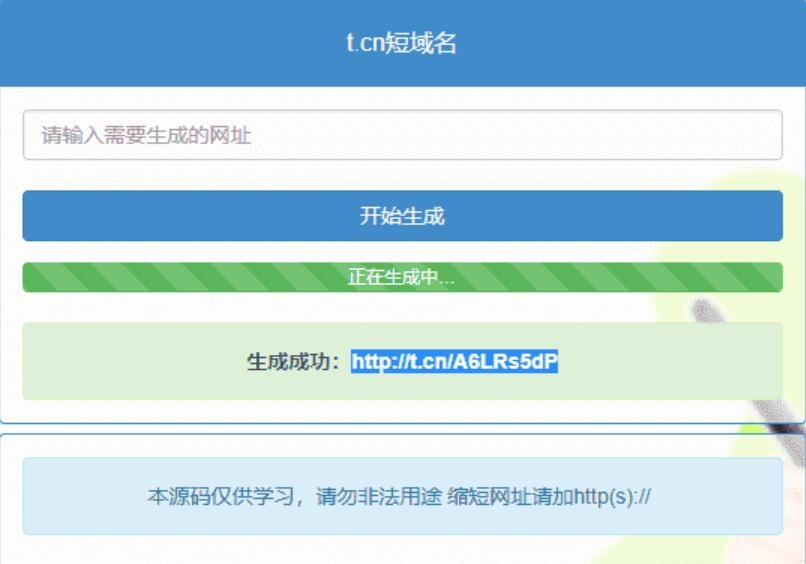 t.cn短域名
请输入需要生成的网址
开始生成
正在生成中...
生成成功：http://t.cn/A6LRs5dP
本源码仅供学习，请勿非法用途 缩短网址请加http(s)://